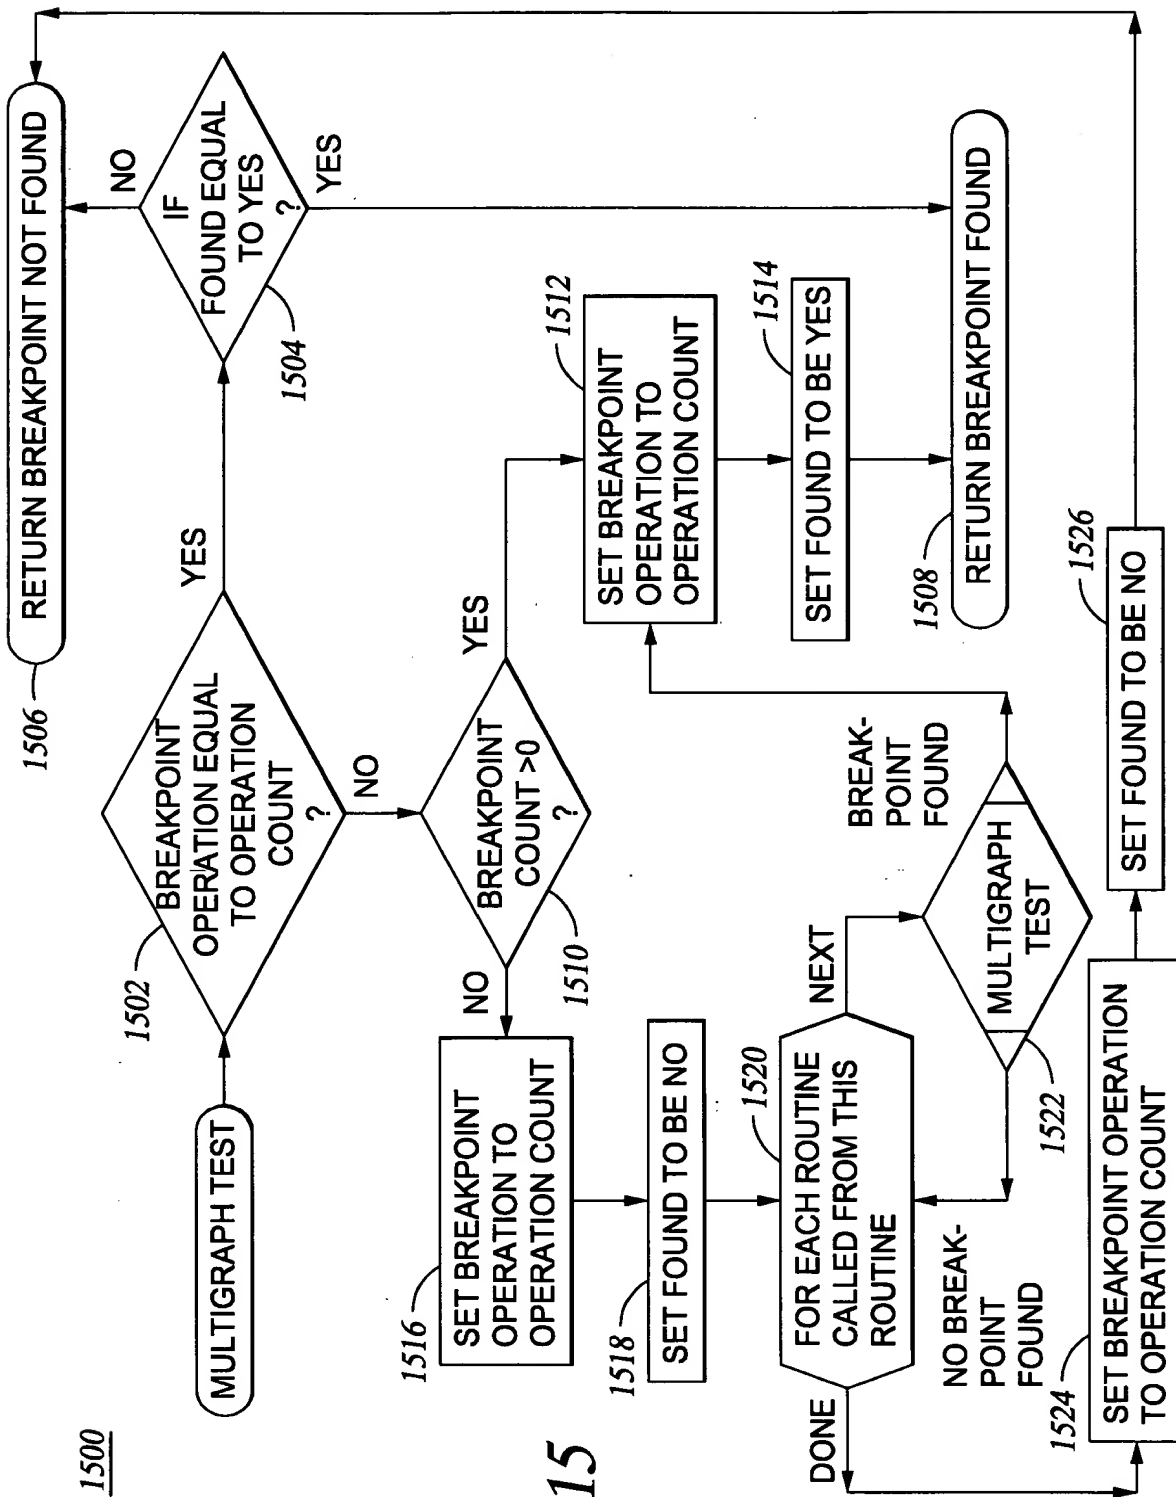 1500
MULTIGRAPH TEST
1502
BREAKPOINT
OPERATION EQUAL
TO OPERATION
COUNT
?
YES
NO
1504
IF
FOUND EQUAL
TO YES
?
NO
YES
1506
RETURN BREAKPOINT NOT FOUND
BREAKPOINT
COUNT >0
?
1510
YES
NO
1512
SET BREAKPOINT
OPERATION TO
OPERATION COUNT
1514
SET FOUND TO BE YES
1508
RETURN BREAKPOINT FOUND
1516
SET BREAKPOINT
OPERATION TO
OPERATION COUNT
1518
SET FOUND TO BE NO
1520
FOR EACH ROUTINE
CALLED FROM THIS
ROUTINE
NEXT
DONE
MULTIGRAPH
TEST
1522
BREAK-
POINT
FOUND
NO BREAK-
POINT
FOUND
1524
SET BREAKPOINT OPERATION
TO OPERATION COUNT
1526
SET FOUND TO BE NO
15